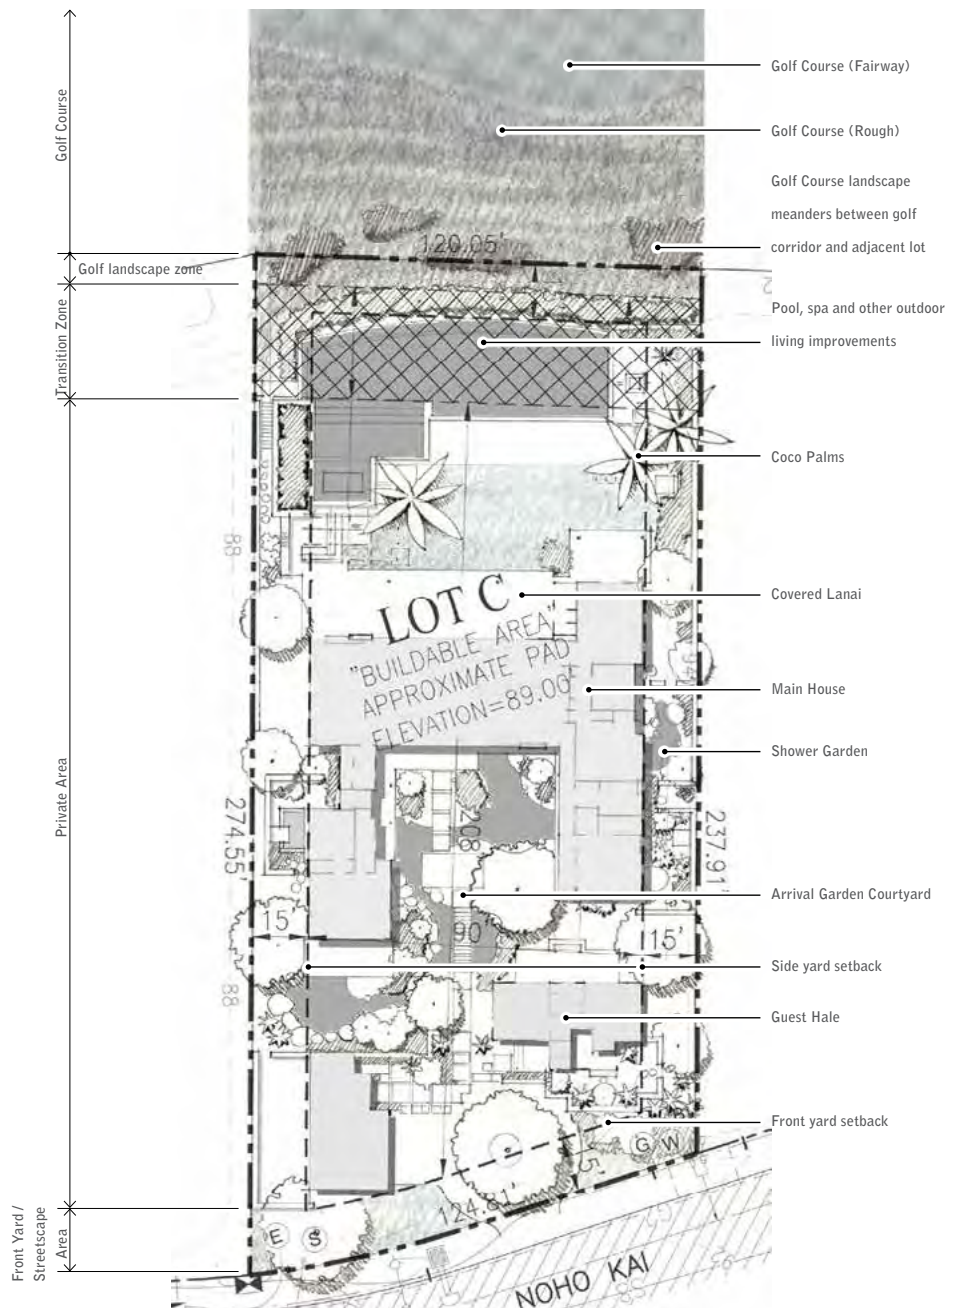 Golf Course
Golf landscape zone
Transition Zone
Private Area
Front Yard /
Streetscape
Area
Golf Course (Fairway)
Golf Course (Rough)
Golf Course landscape
meanders between golf
corridor and adjacent lot
Pool, spa and other outdoor
living improvements
Coco Palms
Covered Lanai
Main House
Shower Garden
Arrival Garden Courtyard
Side yard setback
Guest Hale
Front yard setback
120.05'
LOT C
"BUILDABLE AREA"
APPROXIMATE PAD
ELEVATION=89.00'
88
274.55'
237.91'
208
90'
15'
15'
88
15'
G W
124.81'
E S
NOHO KAI